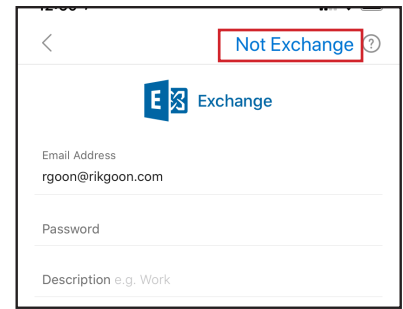 Not Exchange ?
E Exchange
Email Address
rgoon@rikgoon.com
Password
Description e.g. Work